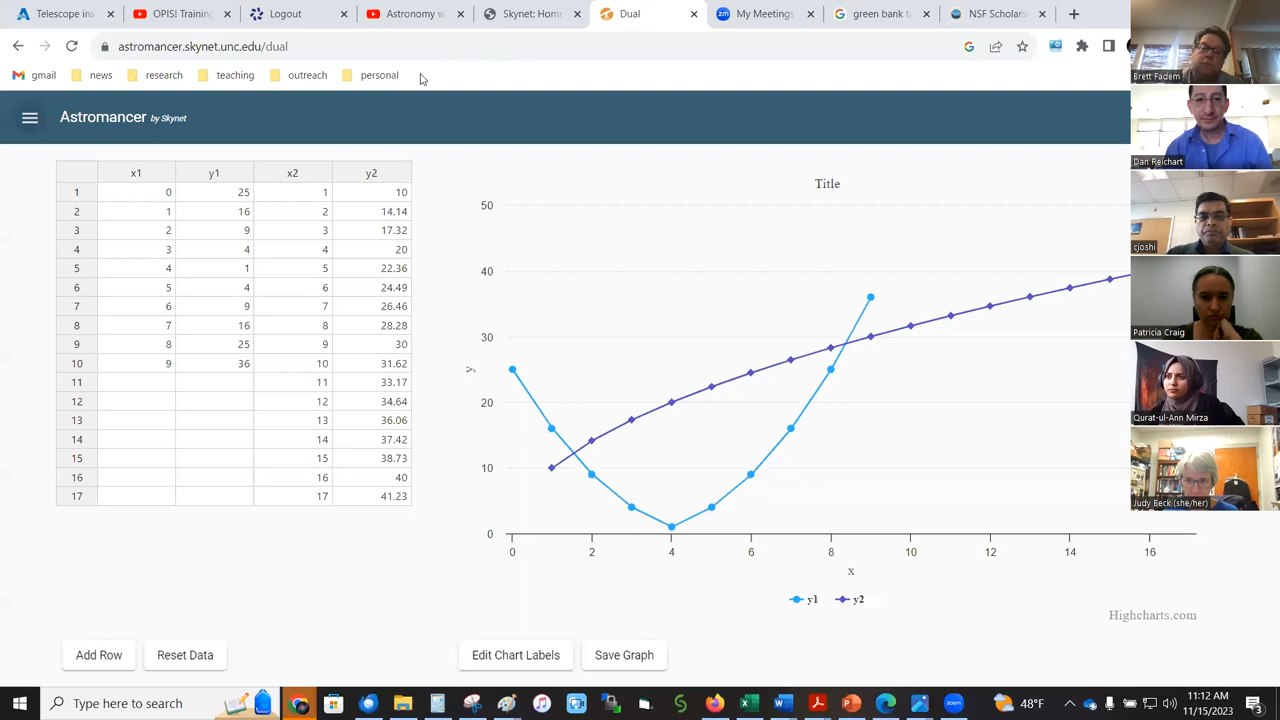 Telescope ins
OPIS! Training
Logout
Astronomy w
Skynet: Hom
Dual
My Meetings
green bank te
NSF Scholars
astromancer.skynet.unc.edu/dual
gmail
news
research
teaching
outreach
personal
Astromancer by Skynet
x1 y1 x2 y2
1 0 25 1 10
2 1 16 2 14.14
3 2 9 3 17.32
4 3 4 4 20
5 4 1 5 22.36
6 5 4 6 24.49
7 6 9 7 26.46
8 7 16 8 28.28
9 8 25 9 30
10 9 36 10 31.62
11 11 33.17
12 12 34.64
13 13 36.06
14 14 37.42
15 15 38.73
16 16 40
17 17 41.23
Title
50
40
30
20
10
0
y
0 2 4 6 8 10 12 14 16
x
y1 y2
Highcharts.com
Add Row
Reset Data
Edit Chart Labels
Save Graph
Brett Fadem
Dan Reichart
cjoshi
Patricia Craig
Qurat-ul-Ann Mirza
Judy Beck (she/her)
Type here to search
48°F
11:12 AM
11/15/2023
3